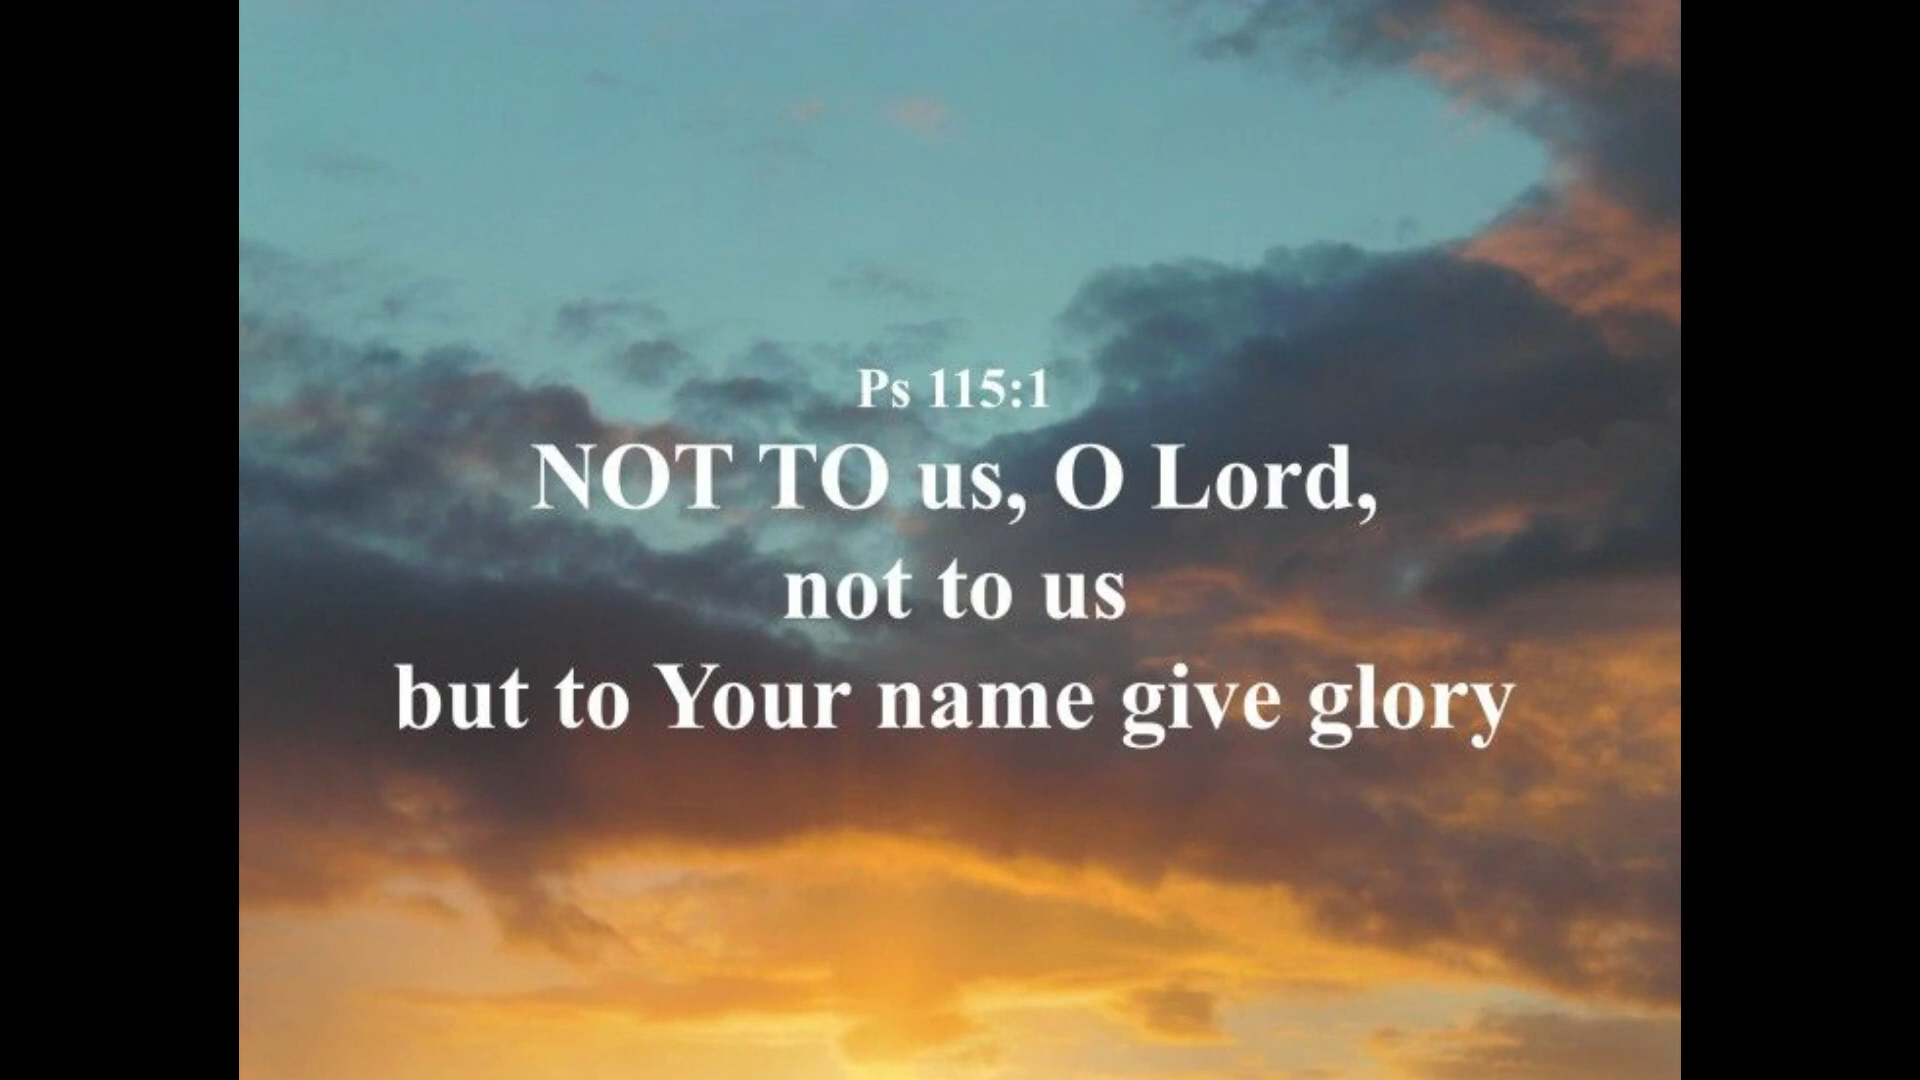 Ps 115:1
NOT TO us, O Lord,
not to us
but to Your name give glory